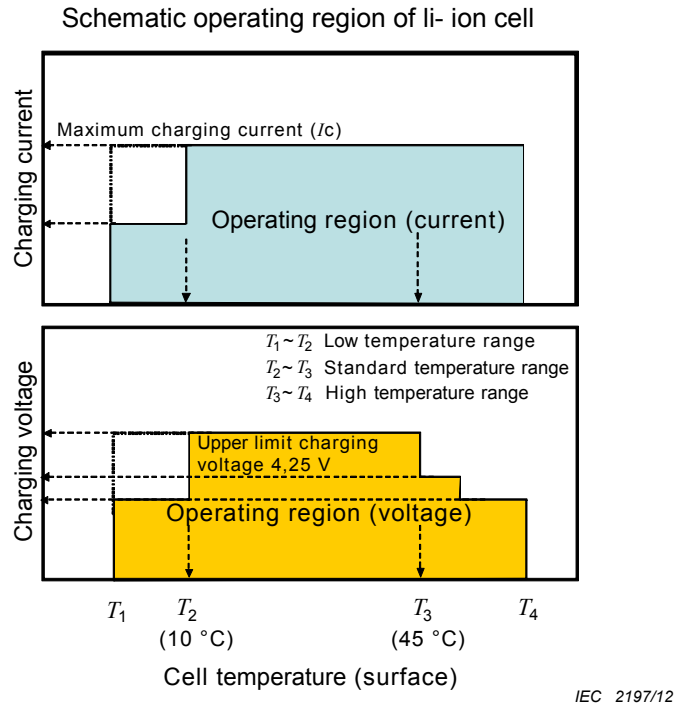 Schematic operating region of li- ion cell
Charging current
Maximum charging current (Ic)
Operating region (current)
Charging voltage
T1 ~ T2 Low temperature range
T2 ~ T3 Standard temperature range
T3 ~ T4 High temperature range
Upper limit charging
voltage 4,25 V
Operating region (voltage)
T1 T2 T3 T4
(10 °C) (45 °C)
Cell temperature (surface)
IEC 2197/12